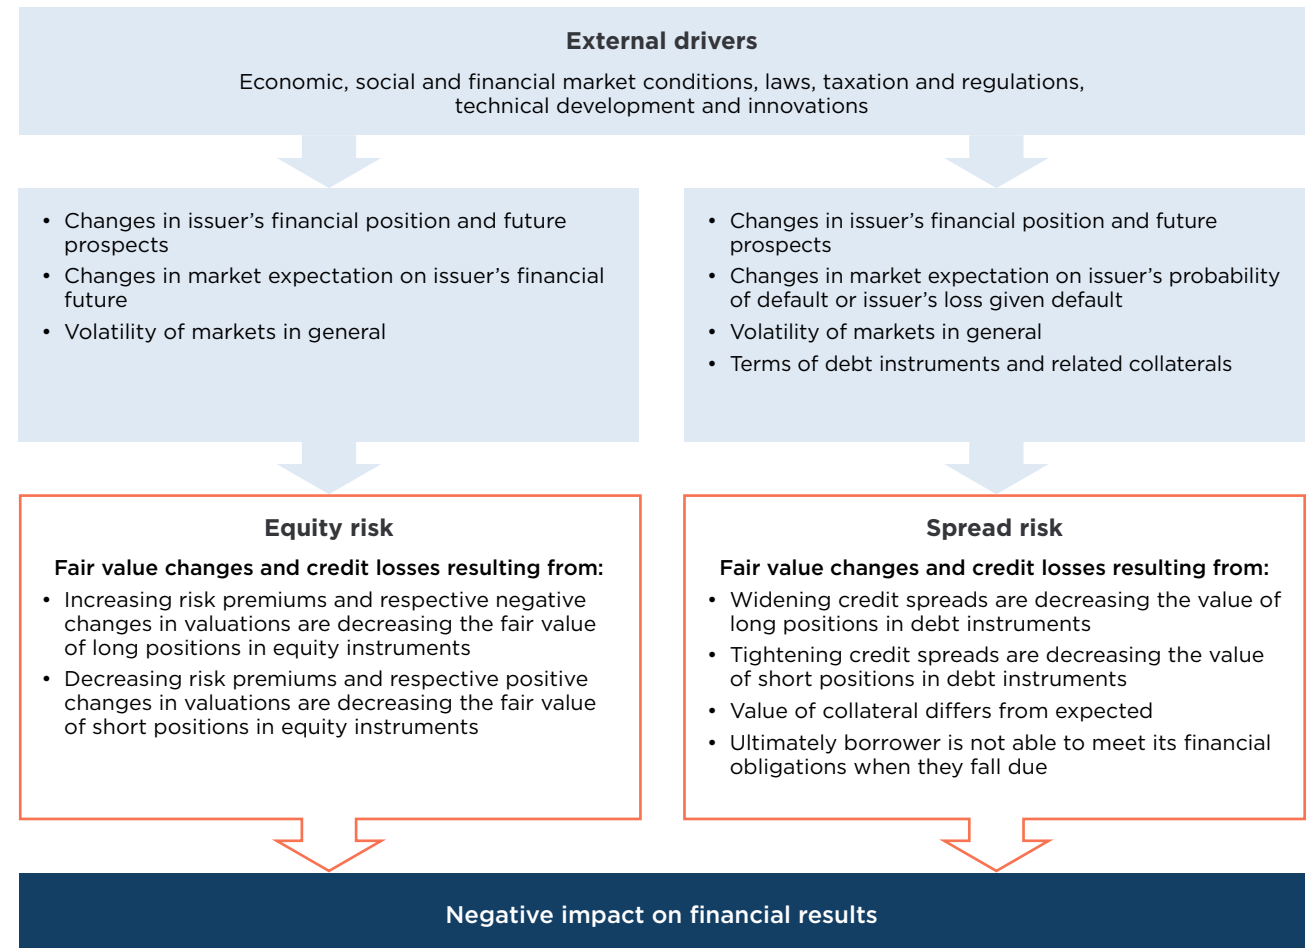 External drivers
Economic, social and financial market conditions, laws, taxation and regulations,
technical development and innovations
• Changes in issuer’s financial position and future
prospects
• Changes in market expectation on issuer’s financial
future
• Volatility of markets in general
• Changes in issuer’s financial position and future
prospects
• Changes in market expectation on issuer’s probability
of default or issuer’s loss given default
• Volatility of markets in general
• Terms of debt instruments and related collaterals
Equity risk
Fair value changes and credit losses resulting from:
• Increasing risk premiums and respective negative
changes in valuations are decreasing the fair value
of long positions in equity instruments
• Decreasing risk premiums and respective positive
changes in valuations are decreasing the fair value
of short positions in equity instruments
Spread risk
Fair value changes and credit losses resulting from:
• Widening credit spreads are decreasing the value of
long positions in debt instruments
• Tightening credit spreads are decreasing the value
of short positions in debt instruments
• Value of collateral differs from expected
• Ultimately borrower is not able to meet its financial
obligations when they fall due
Negative impact on financial results